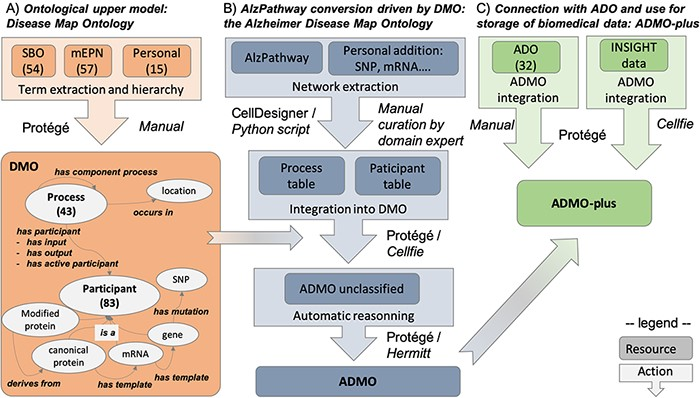 A) Ontological upper model:
Disease Map Ontology
SBO
(54)
mEPN
(57)
Personal
(15)
Term extraction and hierarchy
Protégé
Manual
DMO
has component process
Process
(43)
location
occurs in
has participant
- has input
- has output
- has active participant
Participant
(83)
SNP
has mutation
Modified
protein
is a
gene
canonical
protein
mRNA
derives from
has template
has template
B) AlzPathway conversion driven by DMO:
the Alzheimer Disease Map Ontology
AlzPathway
Personal addition:
SNP, mRNA....
Network extraction
CellDesigner /
Python script
Manual
curation by
domain expert
Process
table
Paticipant
table
Integration into DMO
Protégé /
Cellfie
ADMO unclassified
Automatic reasonning
Protégé /
Hermitt
ADMO
C) Connection with ADO and use for
storage of biomedical data: ADMO-plus
ADO
(32)
ADMO
integration
INSIGHT
data
ADMO
integration
Manual
Protégé
Cellfie
ADMO-plus
-- legend --
Resource
Action